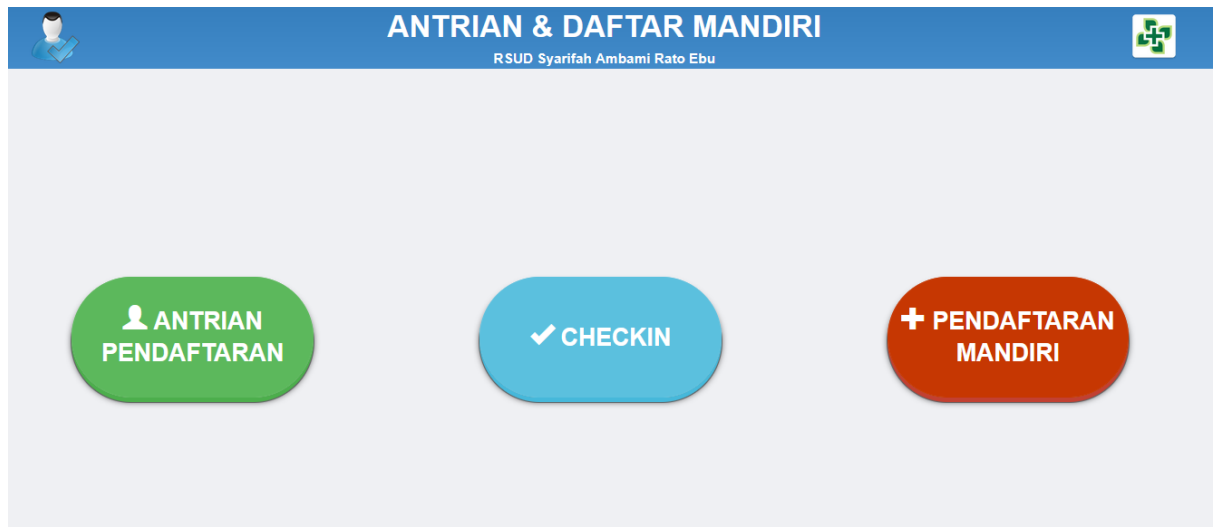 ANTRIAN & DAFTAR MANDIRI
RSUD Syarifah Ambami Rato Ebu
ANTRIAN
PENDAFTARAN
CHECKIN
PENDAFTARAN
MANDIRI